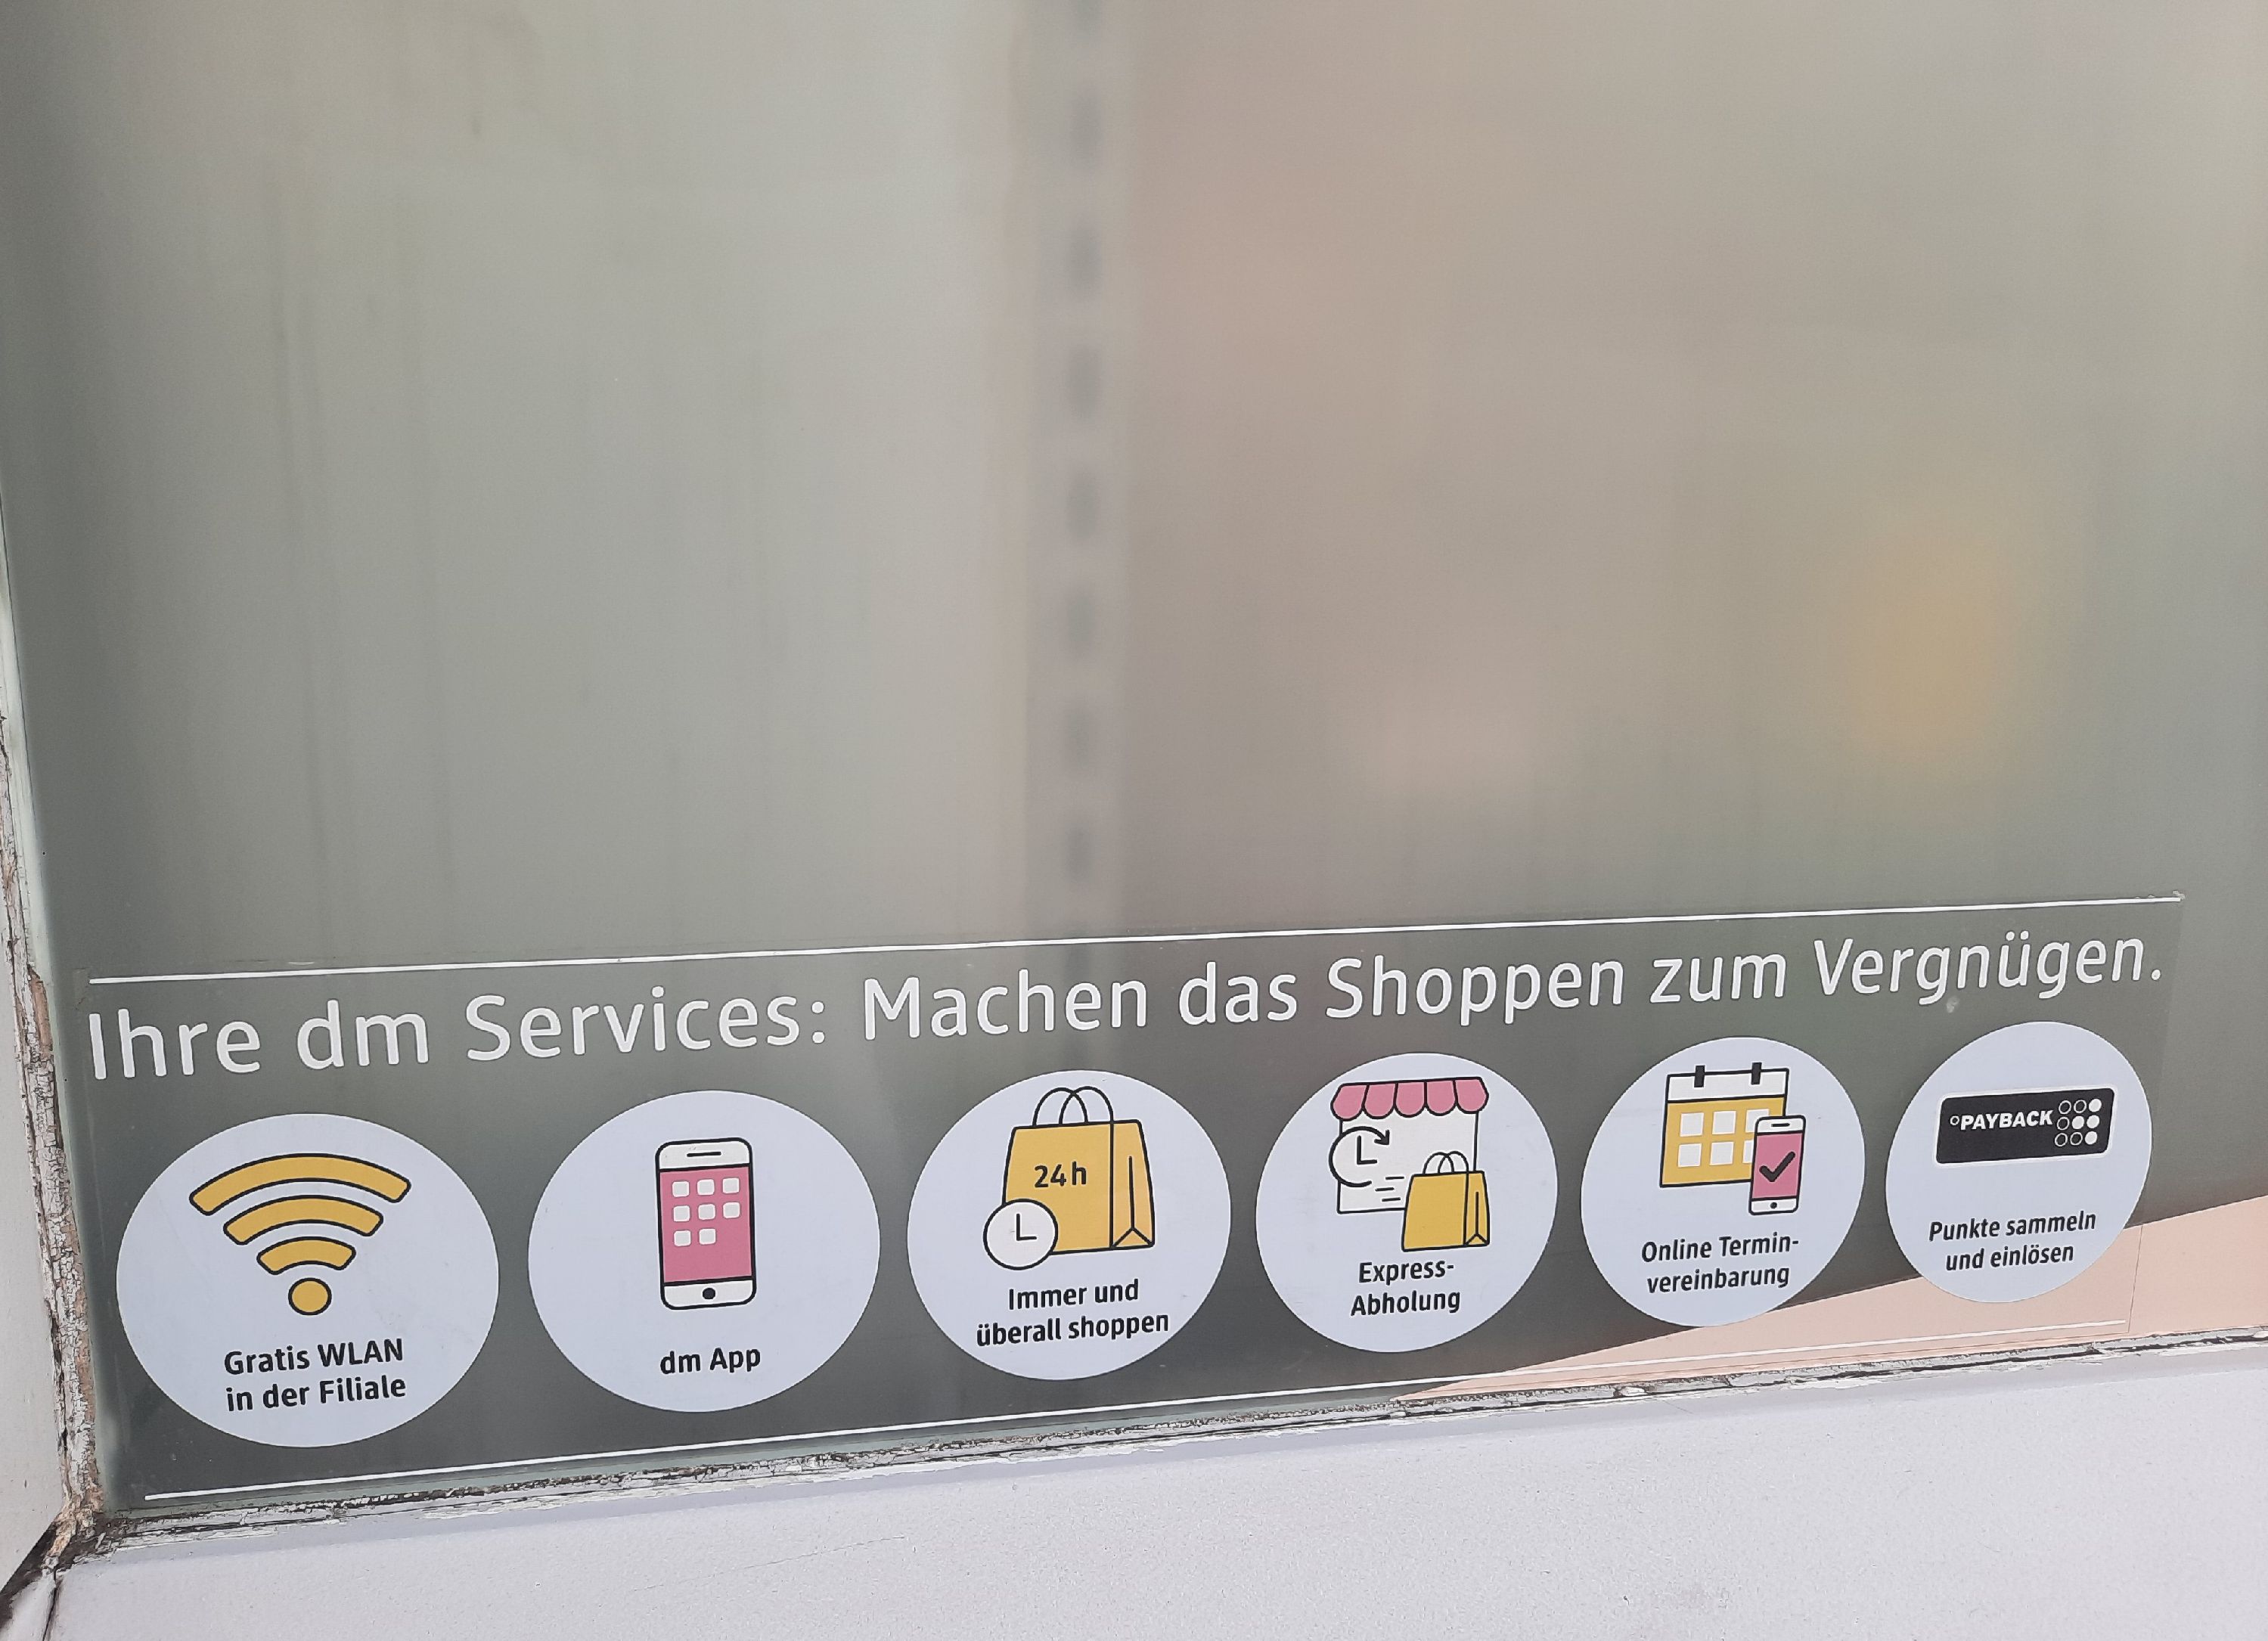 Ihre dm Services: Machen das Shoppen zum Vergnügen.
Gratis WLAN
in der Filiale
dm App
24h
Immer und
überall shoppen
Express-
Abholung
Online Termin-
vereinbarung
PAYBACK
Punkte sammeln
und einlösen